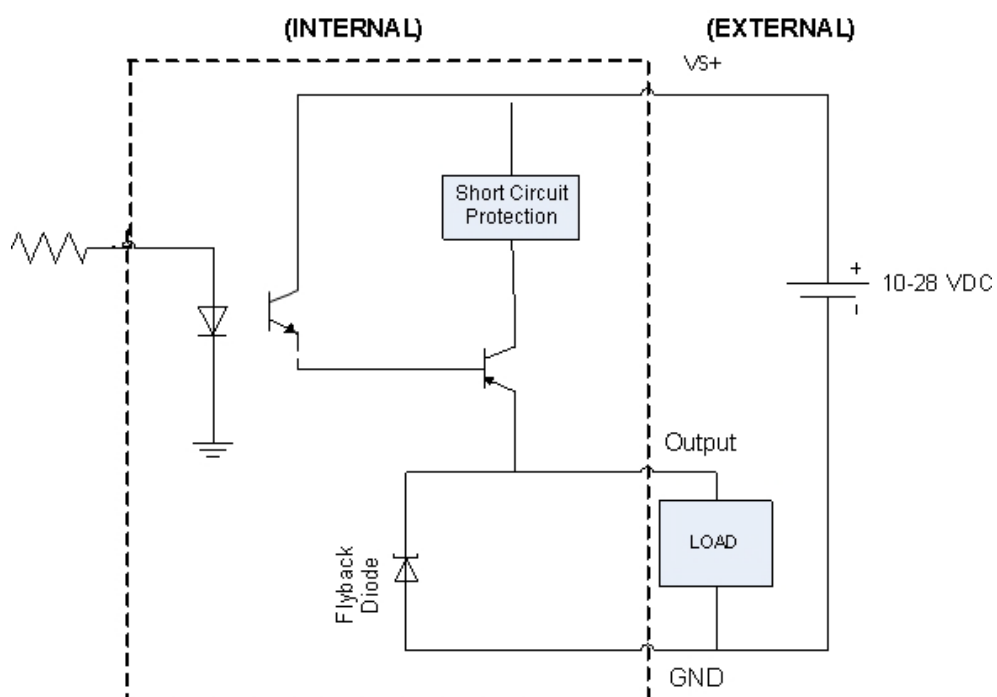 (INTERNAL)
(EXTERNAL)
VS+
Short Circuit
Protection
+
10-28 VDC
Output
LOAD
Flyback
Diode
GND